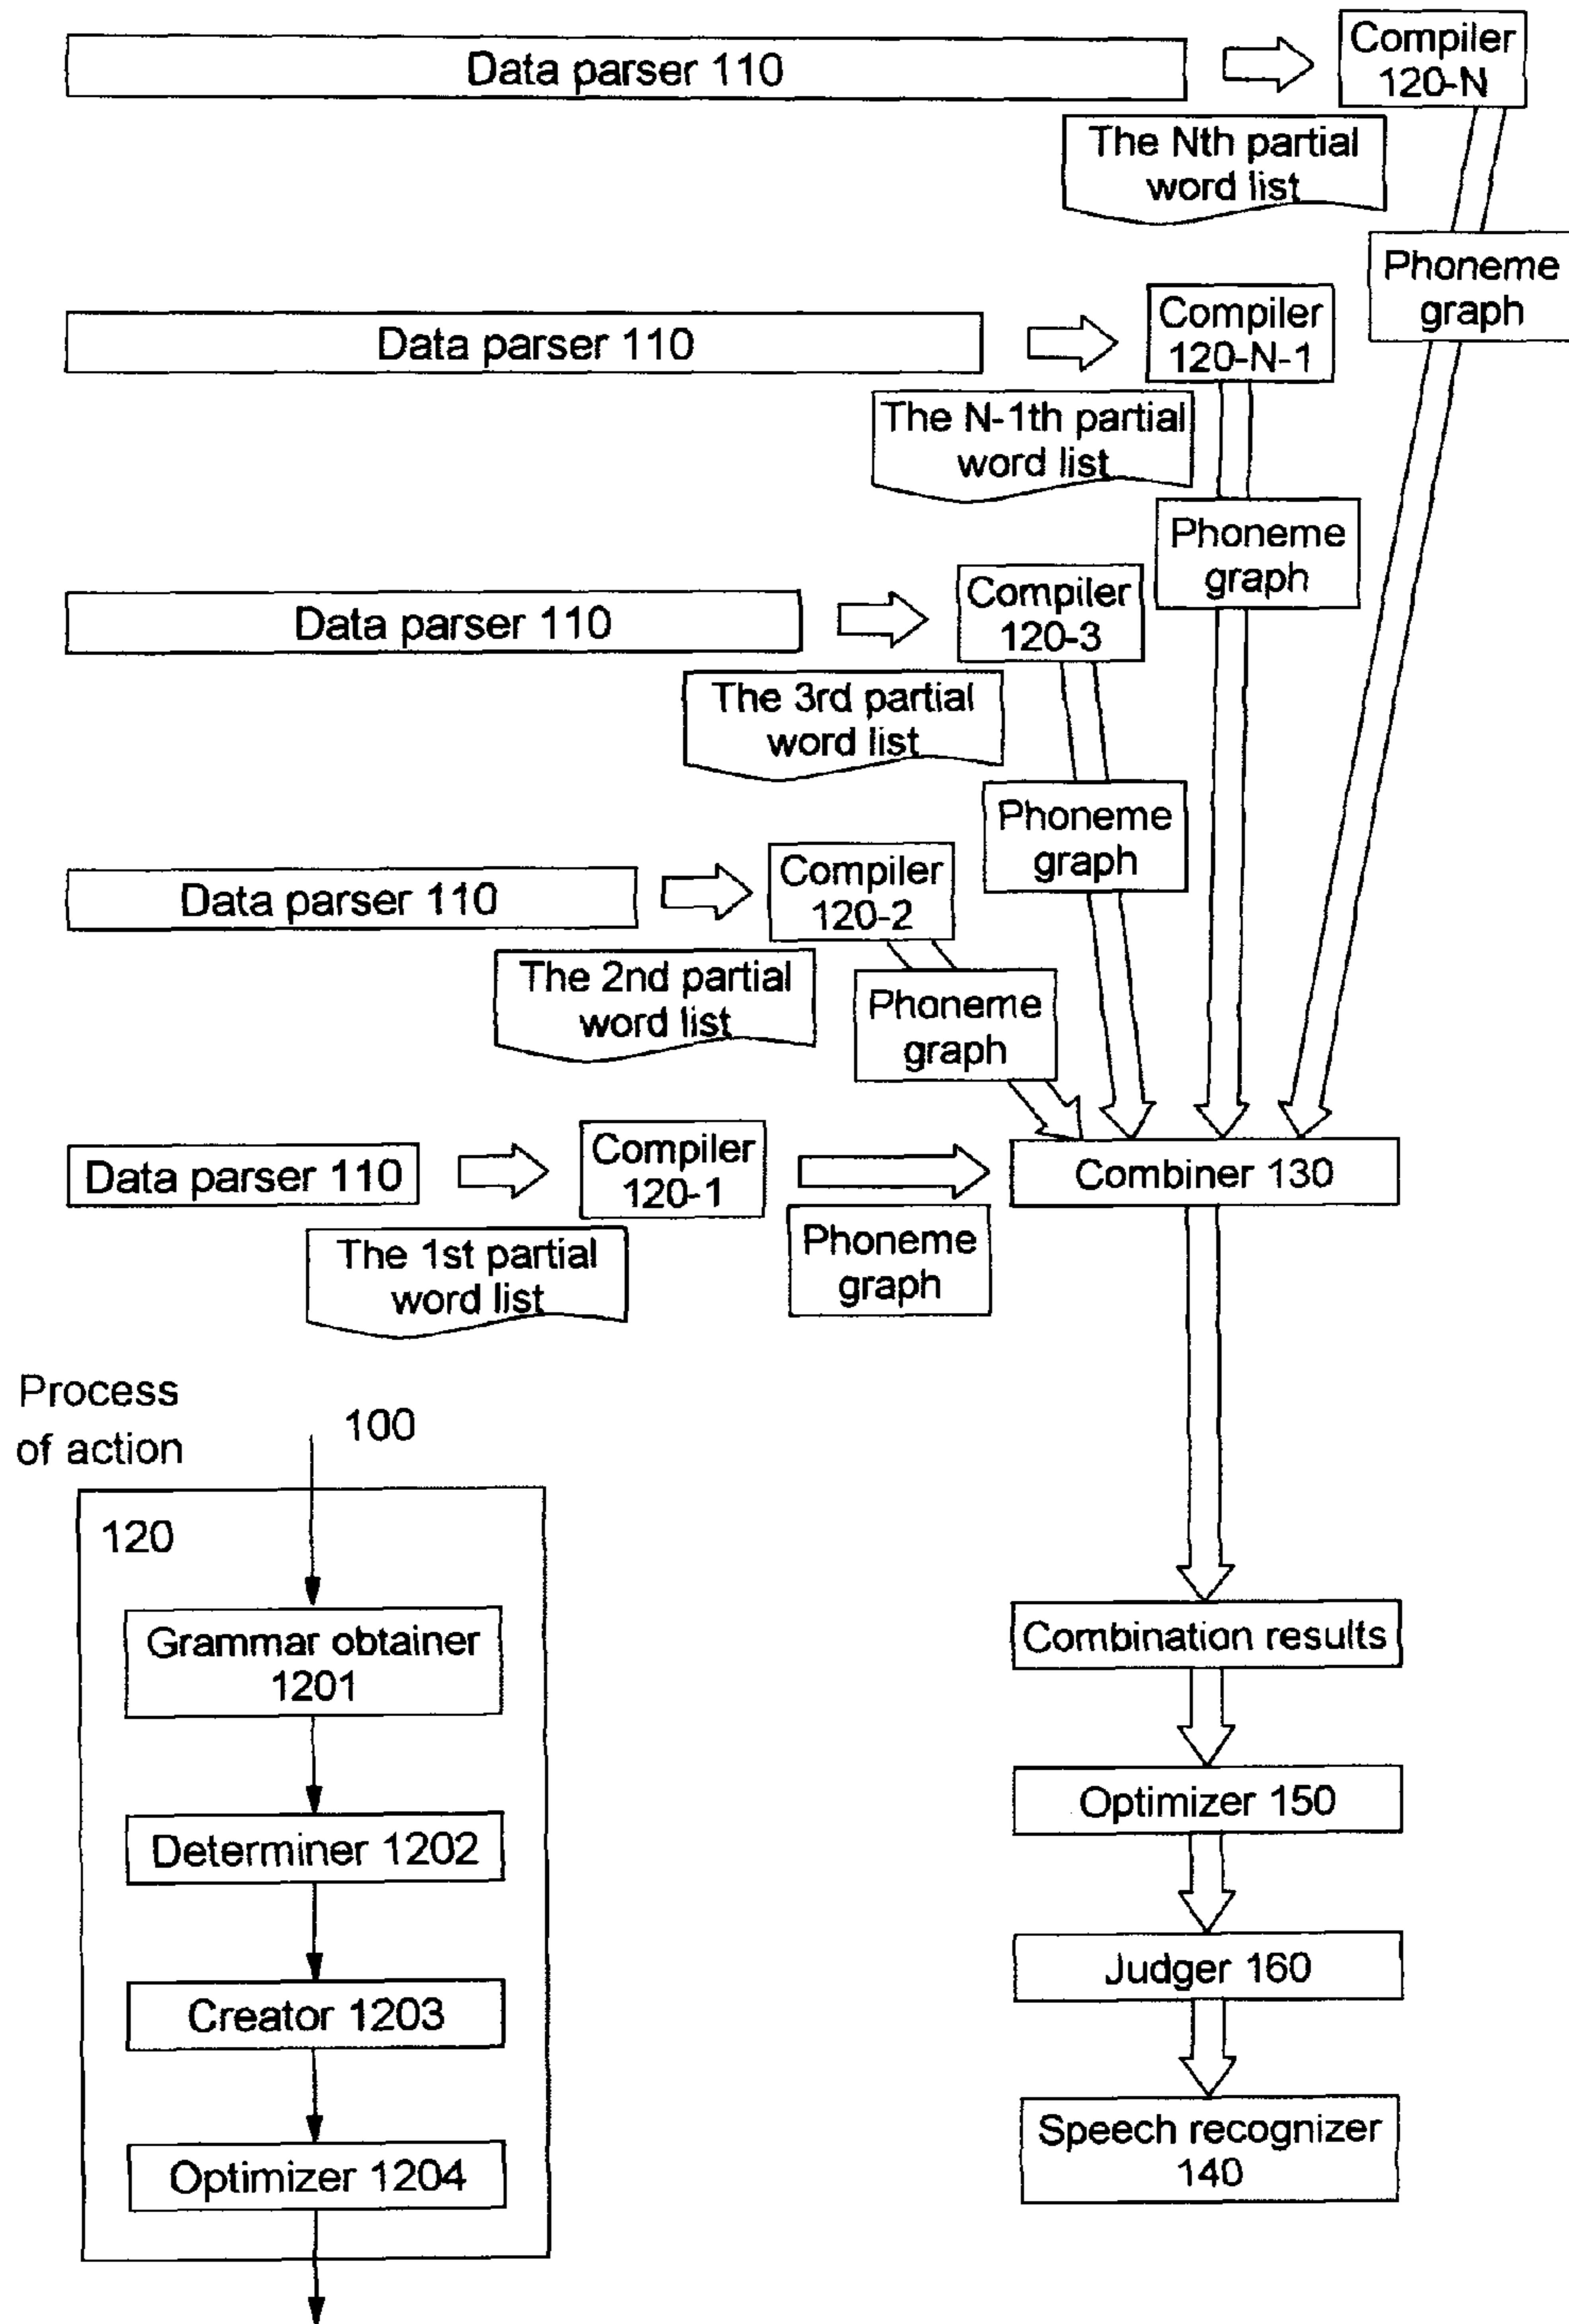 Data parser 110
Compiler
120-N
The Nth partial
word list
Phoneme
graph
Data parser 110
Compiler
120-N-1
The N-1th partial
word list
Phoneme
graph
Data parser 110
Compiler
120-3
The 3rd partial
word list
Phoneme
graph
Data parser 110
Compiler
120-2
The 2nd partial
word list
Phoneme
graph
Data parser 110
Compiler
120-1
Combiner 130
The 1st partial
word list
Phoneme
graph
Process
of action
100
120
Grammar obtainer
1201
Determiner 1202
Creator 1203
Optimizer 1204
Combination results
Optimizer 150
Judger 160
Speech recognizer
140